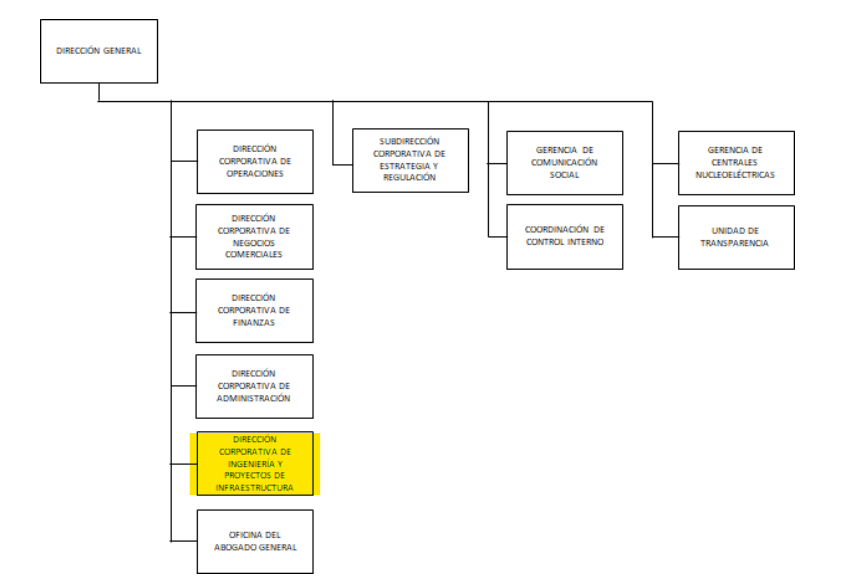 DIRECCIÓN GENERAL
DIRECCIÓN
CORPORATIVA DE
OPERACIONES
DIRECCIÓN
CORPORATIVA DE
NEGOCIOS
COMERCIALES
DIRECCIÓN
CORPORATIVA DE
FINANZAS
DIRECCIÓN
CORPORATIVA DE
ADMINISTRACIÓN
DIRECCIÓN
CORPORATIVA DE
INGENIERÍA Y
PROYECTOS DE
INFRAESTRUCTURA
OFICINA DEL
ABOGADO GENERAL
SUBDIRECCIÓN
CORPORATIVA DE
ESTRATEGIA Y
REGULACIÓN
GERENCIA DE
COMUNICACIÓN
SOCIAL
COORDINACIÓN DE
CONTROL INTERNO
GERENCIA DE
CENTRALES
NUCLEOELÉCTRICAS
UNIDAD DE
TRANSPARENCIA